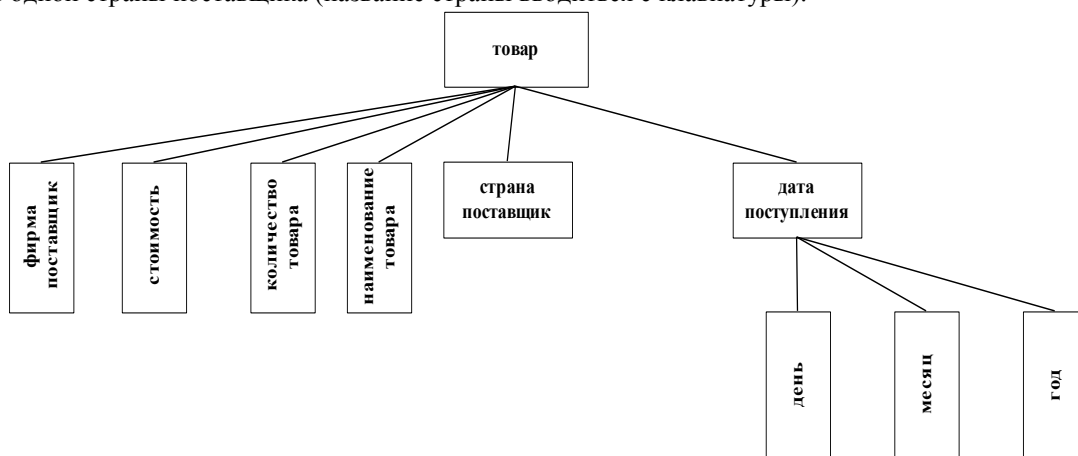 одной страны поставщика (название страны вводится с клавиатуры).
товар
фирма
поставщик
стоимость
количество
товара
наименование
товара
страна
поставщик
дата
поступления
день
месяц
год